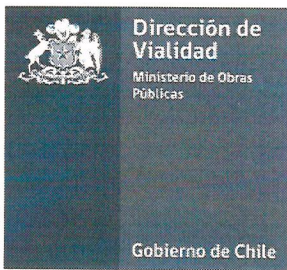 Dirección de
Vialidad
Ministerio de Obras
Públicas
Gobierno de Chile